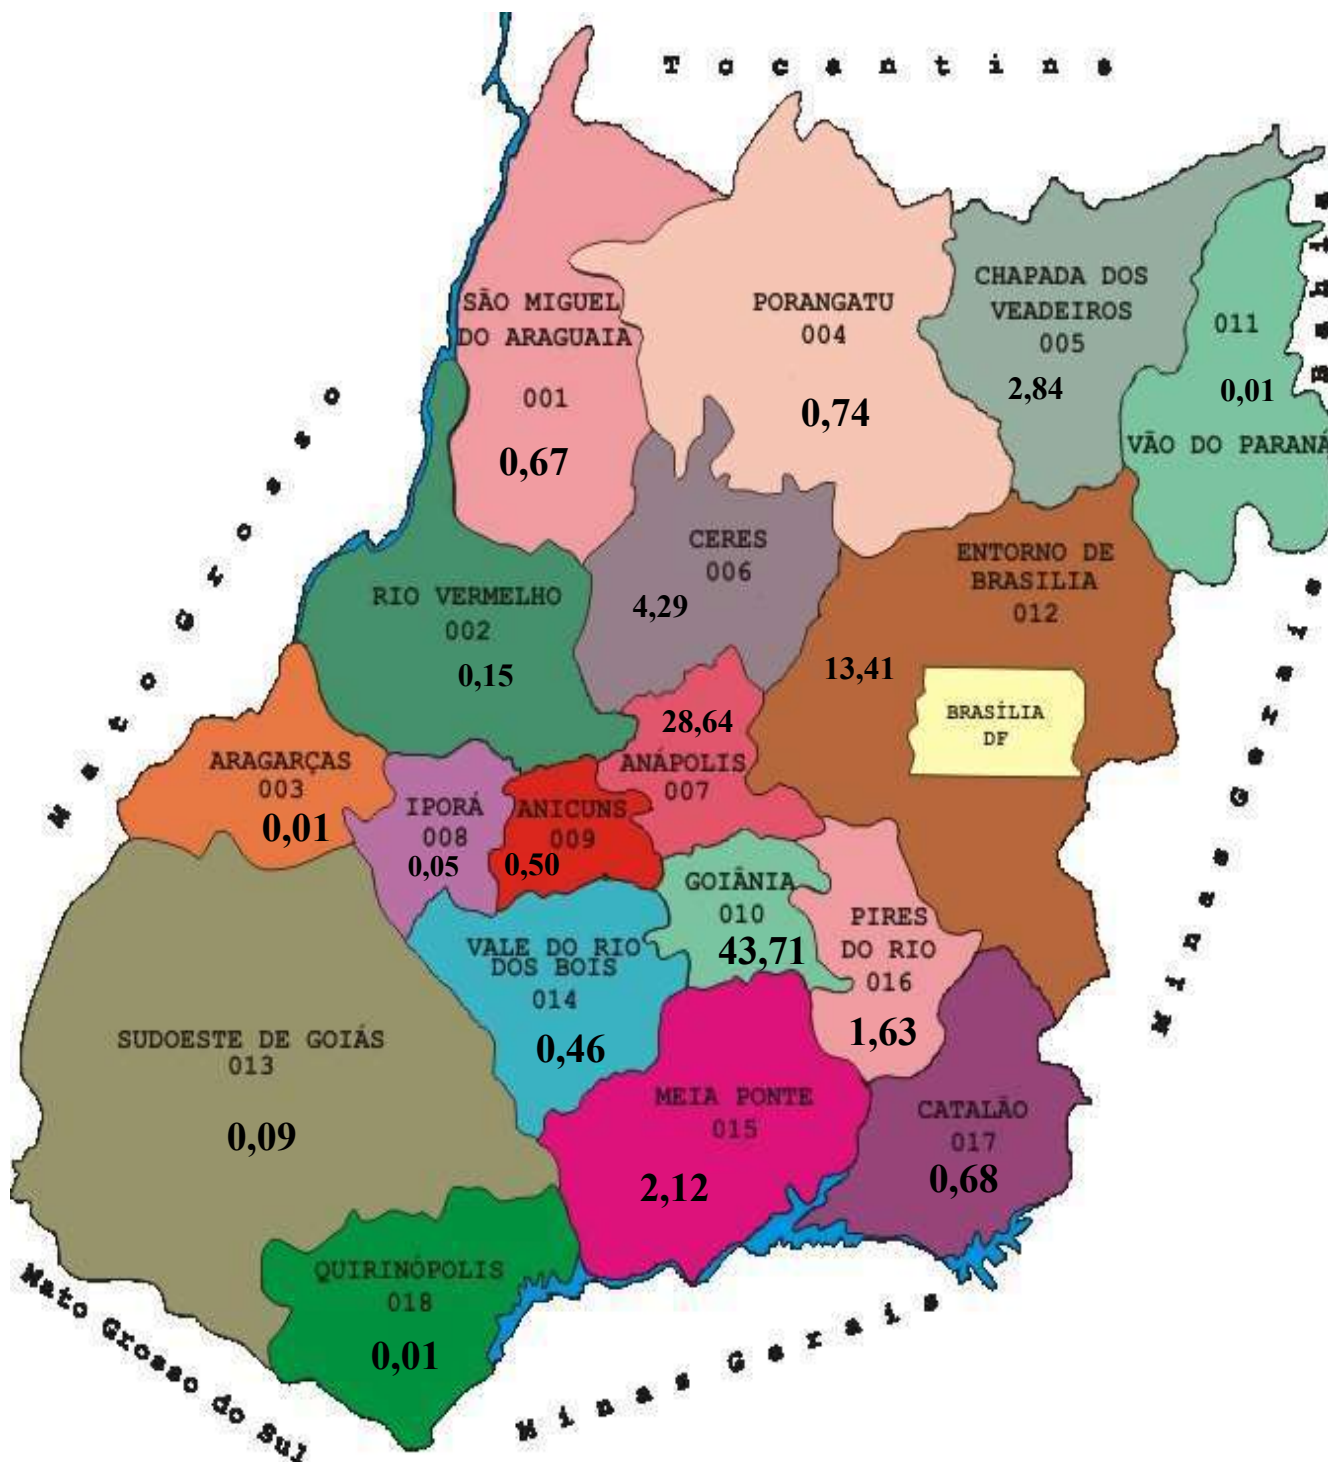 Tocantins
SÃO MIGUEL
DO ARAGUAIA
001
0,67
PORANGATU
004
0,74
CHAPADA DOS
VEADEIROS
005
2,84
011
0,01
VÃO DO PARANÁ
Bahia
Mato Grosso
RIO VERMELHO
002
0,15
CERES
006
4,29
ENTORNO DE
BRASILIA
012
13,41
BRASÍLIA
DF
28,64
ANÁPOLIS
007
ARAGARÇAS
003
0,01
IPORÁ
008
0,05
ANICUNS
009
0,50
GOIÂNIA
010
43,71
PIRES
DO RIO
016
1,63
Minas Gerais
VALE DO RIO
DOS BOIS
014
0,46
SUDOESTE DE GOIÁS
013
0,09
MEIA PONTE
015
2,12
CATALÃO
017
0,68
QUIRINÓPOLIS
018
0,01
Mato Grosso do Sul
Minas Gerais